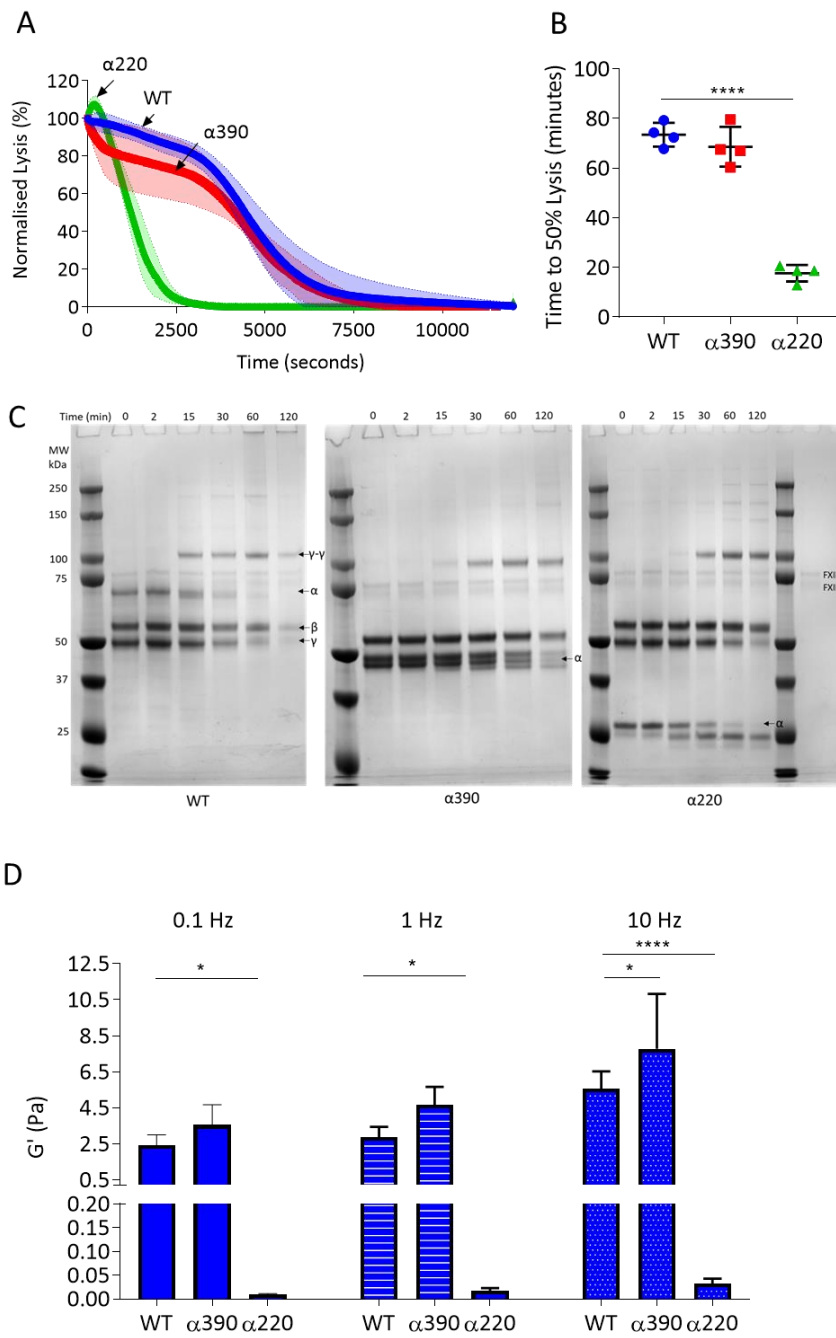 A
α220
WT
α390
Normalised Lysis (%)
120
100
80
60
40
20
0
0 2500 5000 7500 10000
Time (seconds)
B
****
Time to 50% Lysis (minutes)
100
80
60
40
20
0
WT α390 α220
C
Time (min) 0 2 15 30 60 120
0 2 15 30 60 120
0 2 15 30 60 120
MW
kDa
250
150
100
75
50
37
25
γ-γ
α
β
γ
α
FXI
FXI
α
WT
α390
α220
D
0.1 Hz 1 Hz 10 Hz
* * **** *
G' (Pa)
12.5
10.5
8.5
6.5
4.5
2.5
0.5
0.20
0.15
0.10
0.05
0.00
WT α390 α220 WT α390 α220 WT α390 α220